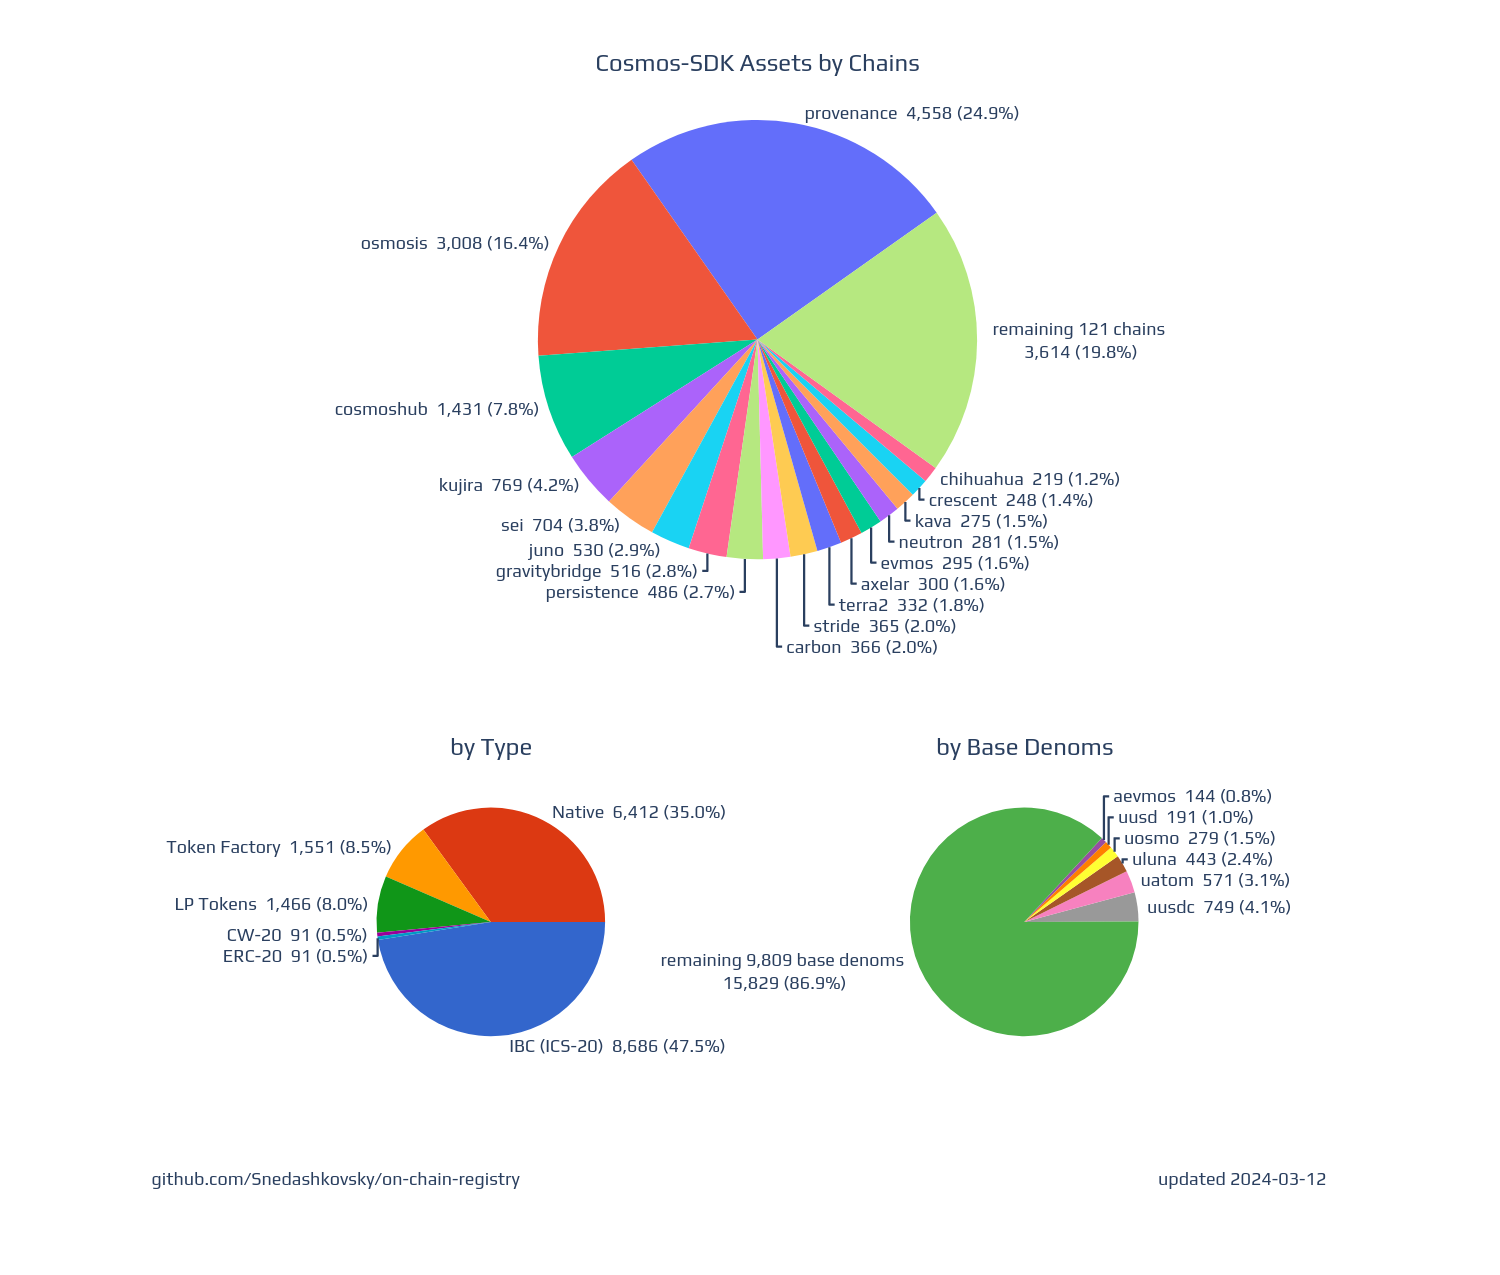 Cosmos-SDK Assets by Chains
provenance 4,558 (24.9%)
osmosis 3,008 (16.4%)
remaining 121 chains
3,614 (19.8%)
cosmoshub 1,431 (7.8%)
kujira 769 (4.2%)
sei 704 (3.8%)
juno 530 (2.9%)
gravitybridge 516 (2.8%)
persistence 486 (2.7%)
chihuahua 219 (1.2%)
crescent 248 (1.4%)
kava 275 (1.5%)
neutron 281 (1.5%)
evmos 295 (1.6%)
axelar 300 (1.6%)
terra2 332 (1.8%)
stride 365 (2.0%)
carbon 366 (2.0%)
by Type
Native 6,412 (35.0%)
Token Factory 1,551 (8.5%)
LP Tokens 1,466 (8.0%)
CW-20 91 (0.5%)
ERC-20 91 (0.5%)
IBC (ICS-20) 8,686 (47.5%)
by Base Denoms
aevmos 144 (0.8%)
uusd 191 (1.0%)
uosmo 279 (1.5%)
uluna 443 (2.4%)
uatom 571 (3.1%)
uusdc 749 (4.1%)
remaining 9,809 base denoms
15,829 (86.9%)
github.com/Snedashkovsky/on-chain-registry
updated 2024-03-12